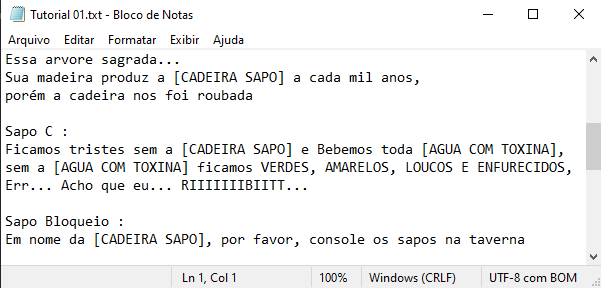 Tutorial 01.txt - Bloco de Notas
Arquivo Editar Formatar Exibir Ajuda
Essa arvore sagrada...
Sua madeira produz a [CADEIRA SAPO] a cada mil anos,
porém a cadeira nos foi roubada
Sapo C :
Ficamos tristes sem a [CADEIRA SAPO] e Bebemos toda [AGUA COM TOXINA],
sem a [AGUA COM TOXINA] ficamos VERDES, AMARELOS, LOUCOS E ENFURECIDOS,
Err... Acho que eu... RIIIIIIIBIITT...
Sapo Bloqueio :
Em nome da [CADEIRA SAPO], por favor, console os sapos na taverna
Ln 1, Col 1 100% Windows (CRLF) UTF-8 com BOM